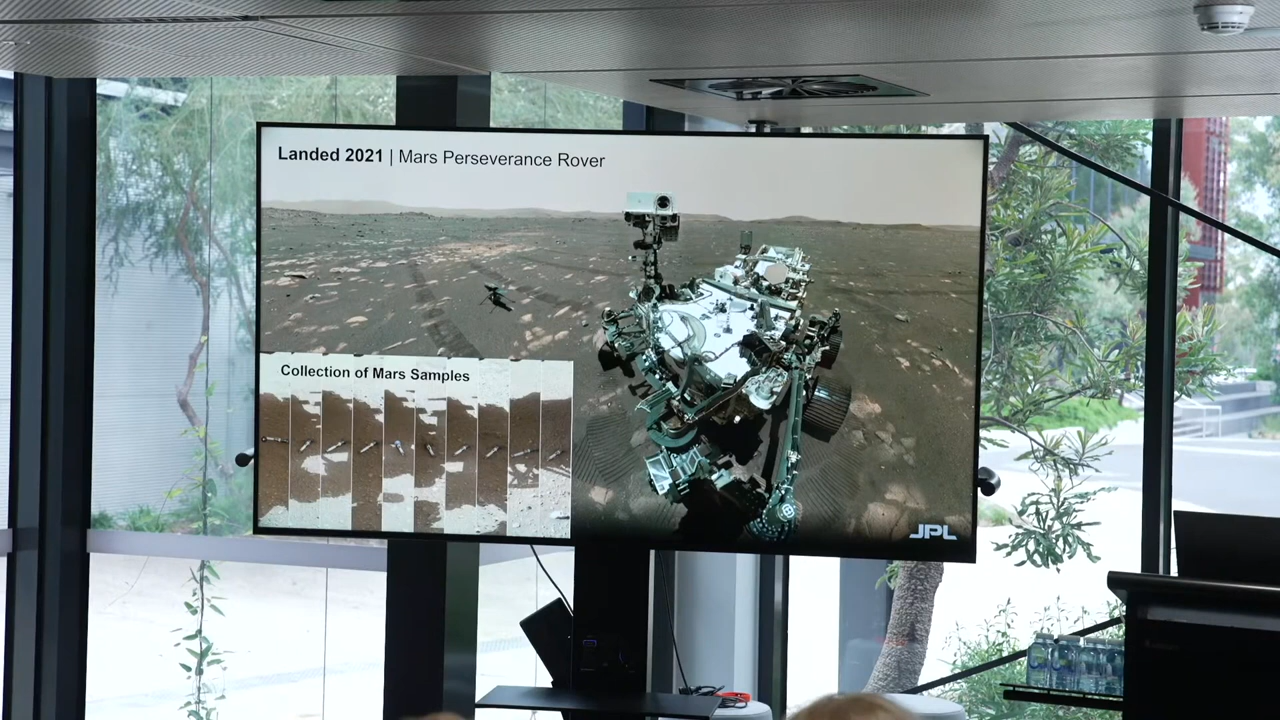 Landed 2021 | Mars Perseverance Rover
Collection of Mars Samples
JPL